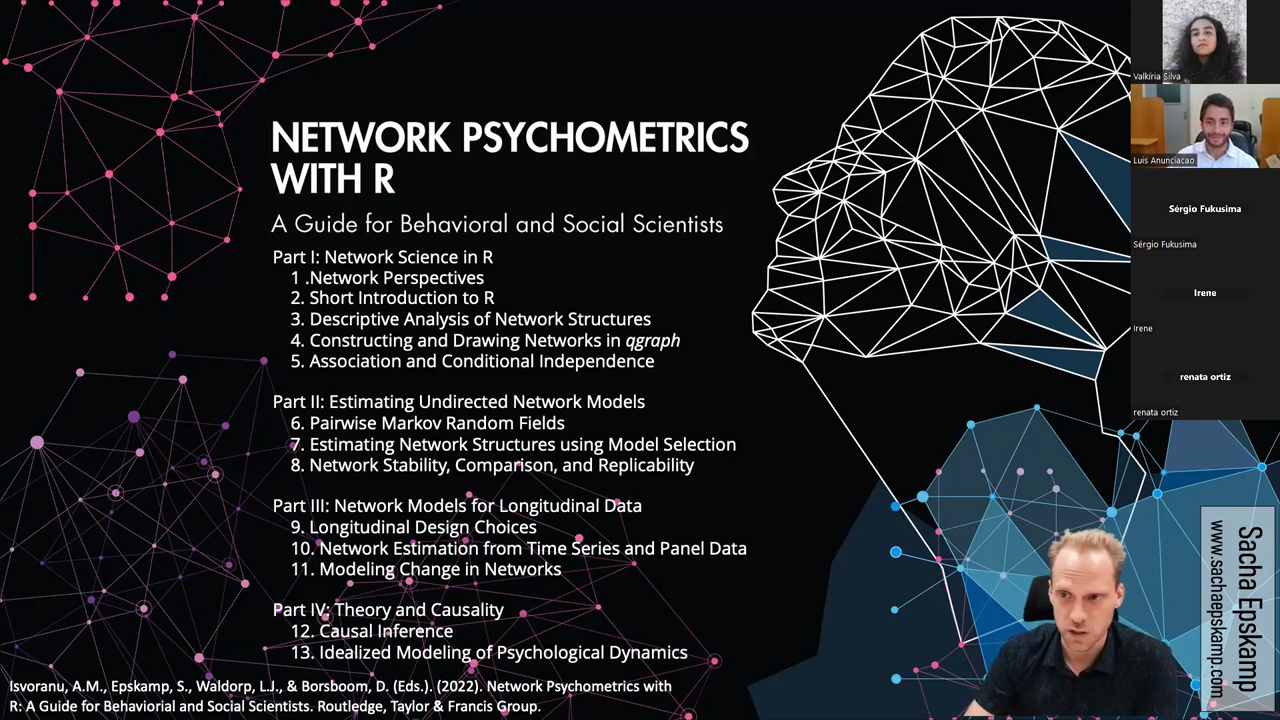 NETWORK PSYCHOMETRICS
WITH R
A Guide for Behavioral and Social Scientists
Part I: Network Science in R
1 .Network Perspectives
2. Short Introduction to R
3. Descriptive Analysis of Network Structures
4. Constructing and Drawing Networks in qgraph
5. Association and Conditional Independence
Part II: Estimating Undirected Network Models
6. Pairwise Markov Random Fields
7. Estimating Network Structures using Model Selection
8. Network Stability, Comparison, and Replicability
Part III: Network Models for Longitudinal Data
9. Longitudinal Design Choices
10. Network Estimation from Time Series and Panel Data
11. Modeling Change in Networks
Part IV: Theory and Causality
12. Causal Inference
13. Idealized Modeling of Psychological Dynamics
Isvoranu, A.M., Epskamp, S., Waldorp, L.J., & Borsboom, D. (Eds.). (2022). Network Psychometrics with
R: A Guide for Behaviorial and Social Scientists. Routledge, Taylor & Francis Group.
Valkíria Silva
Luis Anunciacao
Sérgio Fukusima
Sérgio Fukusima
Irene
Irene
renata ortiz
renata ortiz
Sacha Epskamp
www.sachaepskamp.com